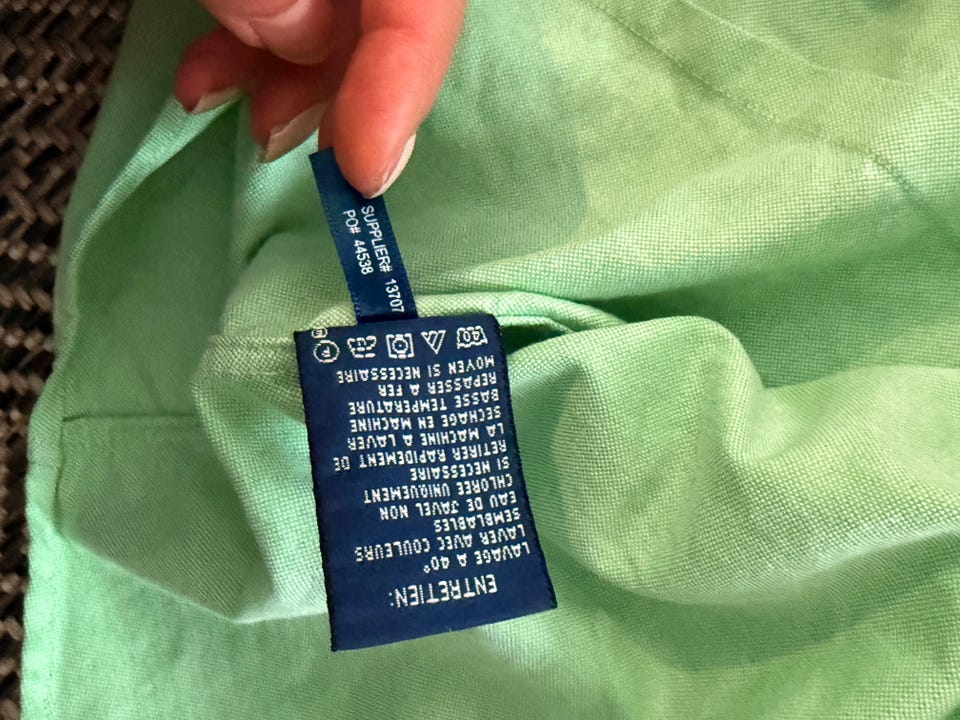 SUPPLIER# 13707
PO# 44538
ENTRETIEN:
LAVAGE A 40°
LAVER AVEC COULEURS
SEMBLABLES
EAU DE JAVEL NON
CHLOREE UNIQUEMENT
SI NECESSAIRE
RETIRER RAPIDEMENT DE
LA MACHINE A LAVER
SECHAGE EN MACHINE
BASSE TEMPERATURE
REPASSER A FER
MOYEN SI NECESSAIRE
40
P